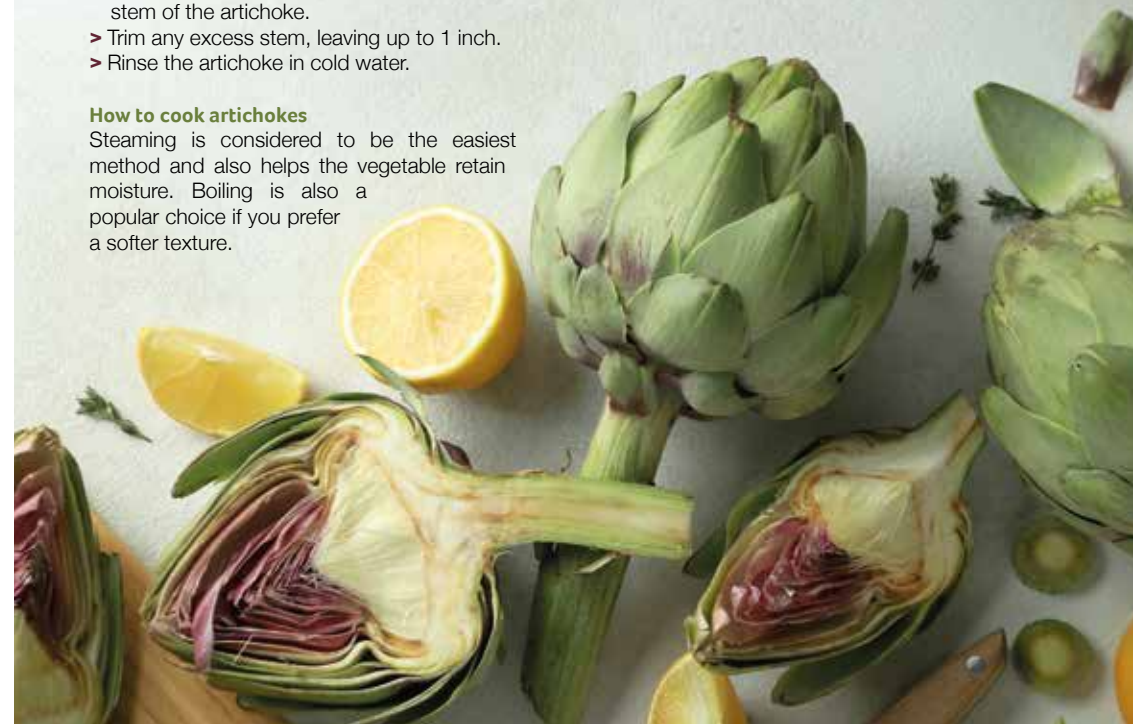 stem of the artichoke.
> Trim any excess stem, leaving up to 1 inch.
> Rinse the artichoke in cold water.
How to cook artichokes
Steaming is considered to be the easiest
method and also helps the vegetable retain
moisture. Boiling is also a
popular choice if you prefer
a softer texture.